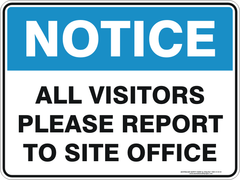 NOTICE
ALL VISITORS
PLEASE REPORT
TO SITE OFFICE